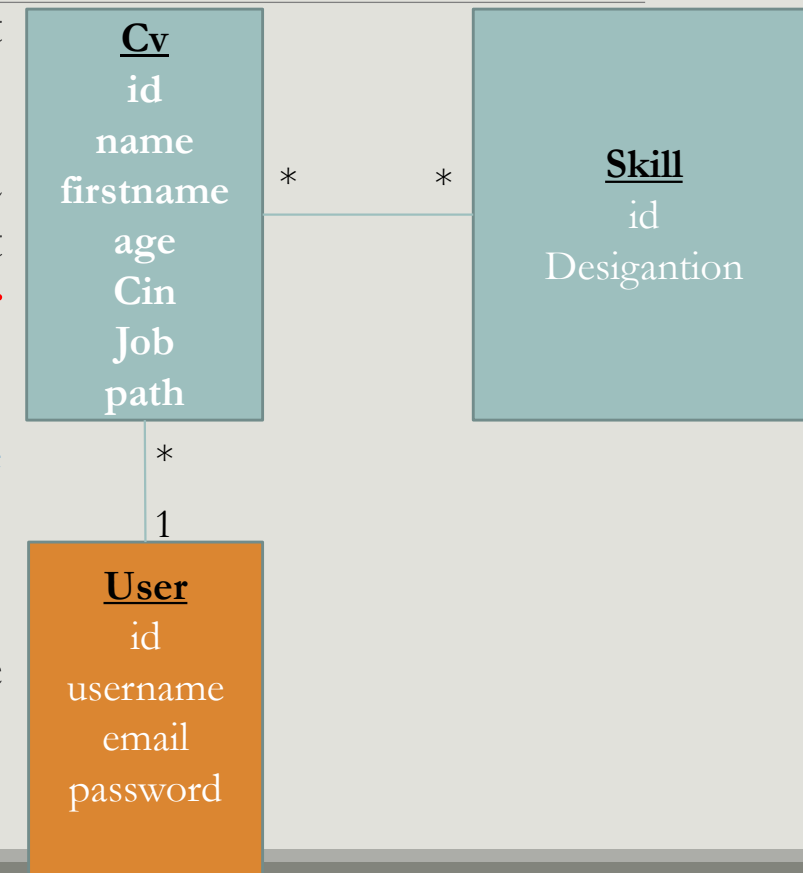 Cv
id
name
firstname
age
Cin
Job
path
* *
Skill
id
Desigantion
*
1
User
id
username
email
password